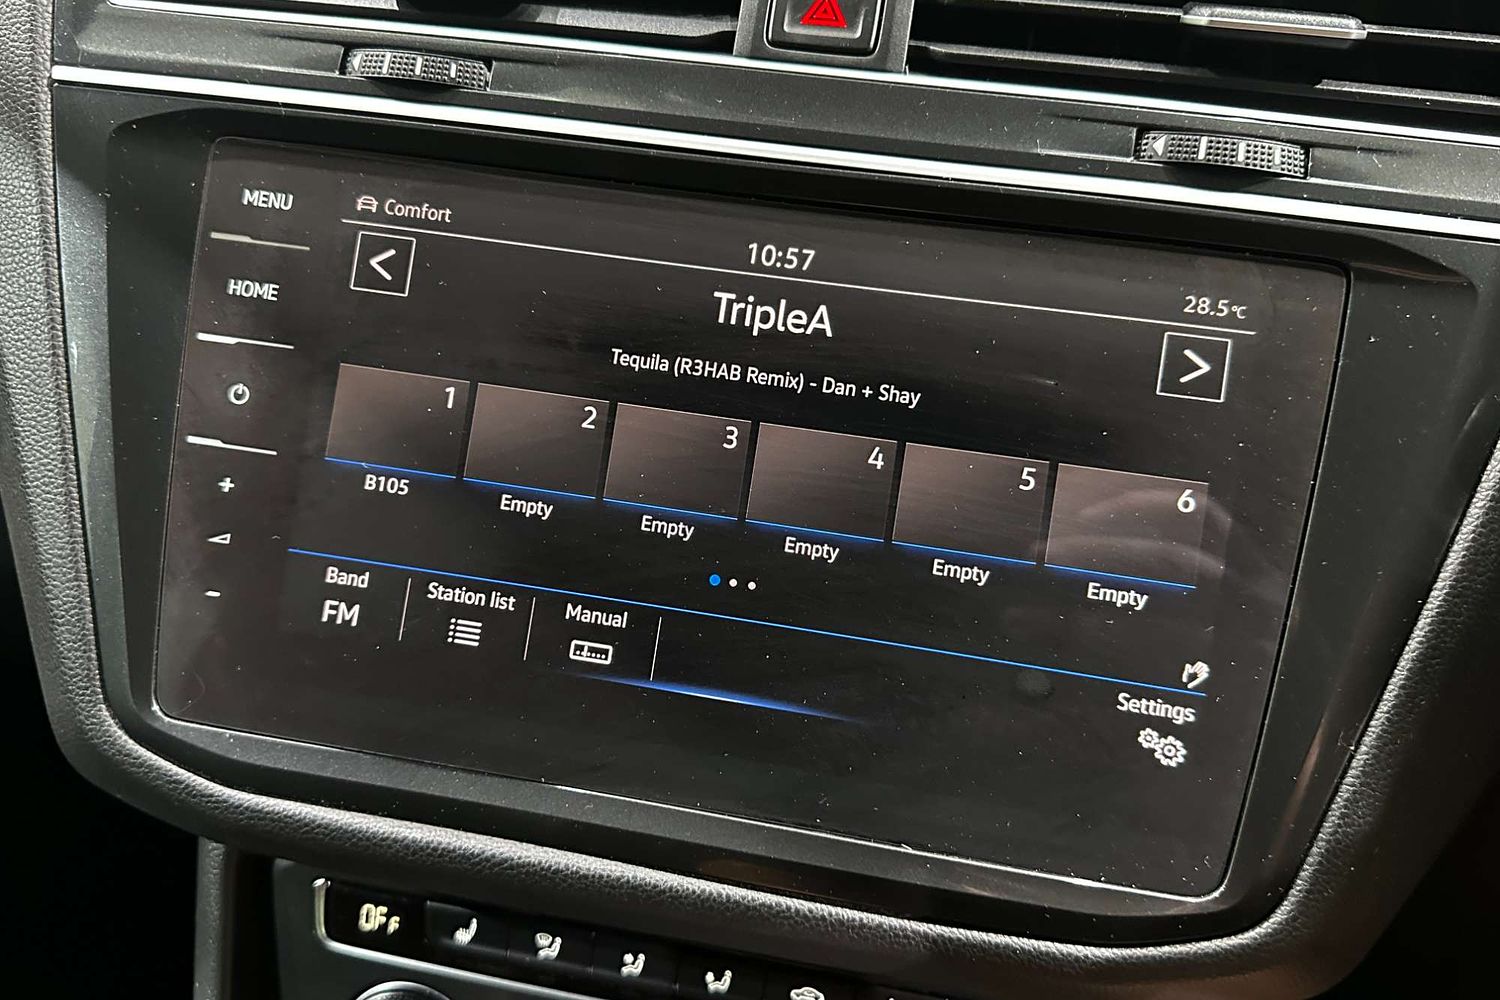 MENU
HOME
Comfort
10:57
28.5°C
TripleA
Tequila (R3HAB Remix) - Dan + Shay
1
2
3
4
5
6
B105
Empty
Empty
Empty
Empty
Empty
Band
FM
Station list
Manual
Settings
OFF